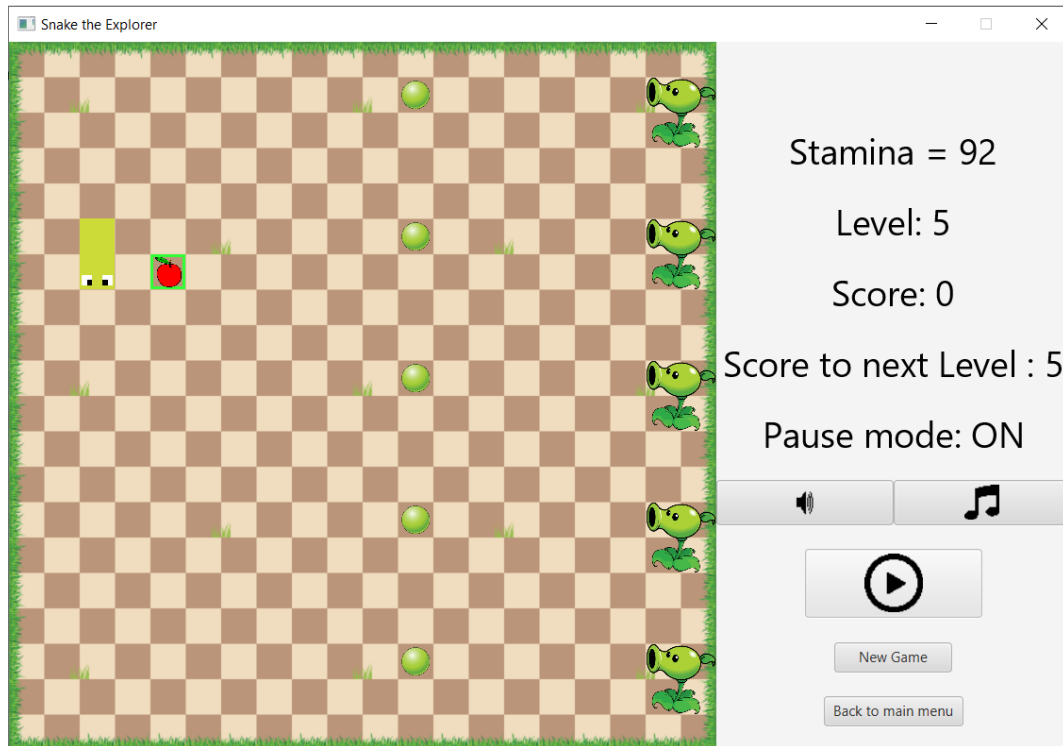 Snake the Explorer
Stamina = 92
Level: 5
Score: 0
Score to next Level : 5
Pause mode: ON
New Game
Back to main menu